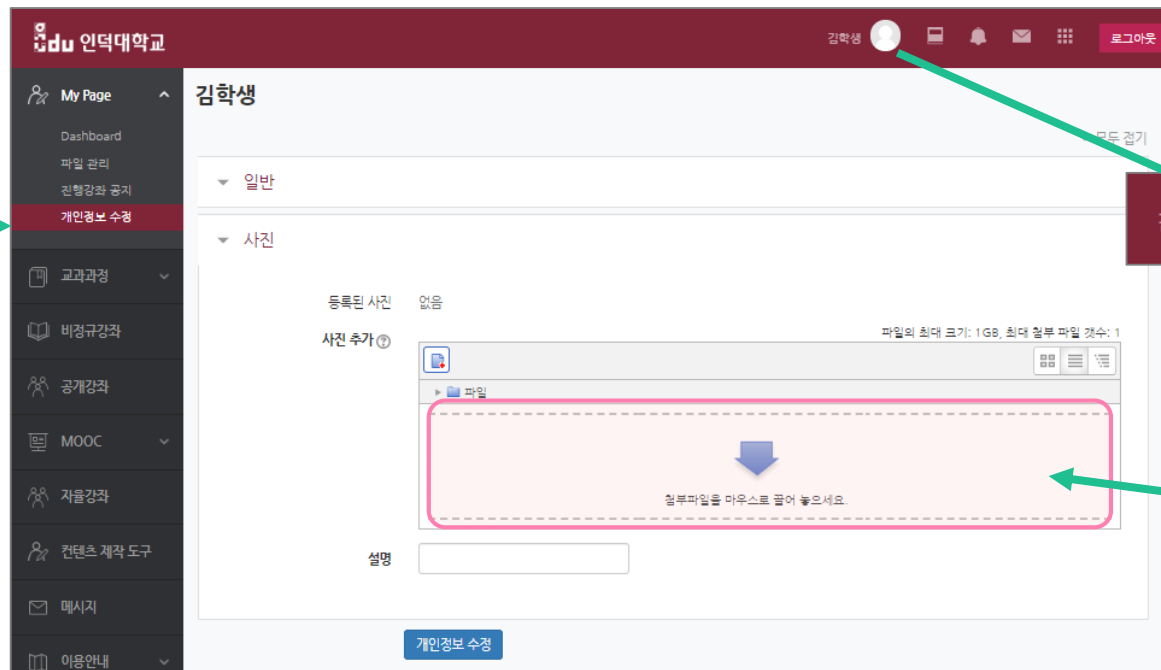 edu 인덕대학교
김학생
로그아웃
My Page
Dashboard
파일 관리
진행강좌 공지
개인정보 수정
교과과정
비정규강좌
공개강좌
MOOC
자율강좌
컨텐츠 제작 도구
메시지
이용안내
김학생
모두 접기
일반
사진
등록된 사진 없음
사진 추가
파일의 최대 크기: 1GB, 최대 첨부 파일 갯수: 1
파일
첨부파일을 마우스로 끌어 놓으세요.
설명
개인정보 수정